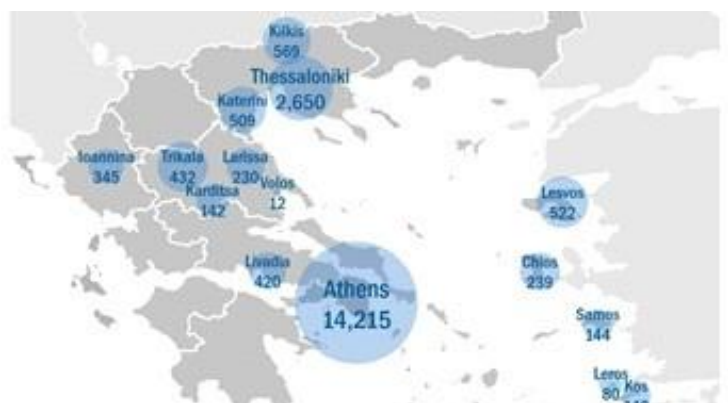 Kilkis
569
Thessaloniki
2,650
Katerini
509
Ioannina
345
Trikala
432
Larissa
230
Karditsa
142
Volos
12
Lesvos
522
Livadia
420
Chios
239
Athens
14,215
Samos
144
Leros
80
Kos